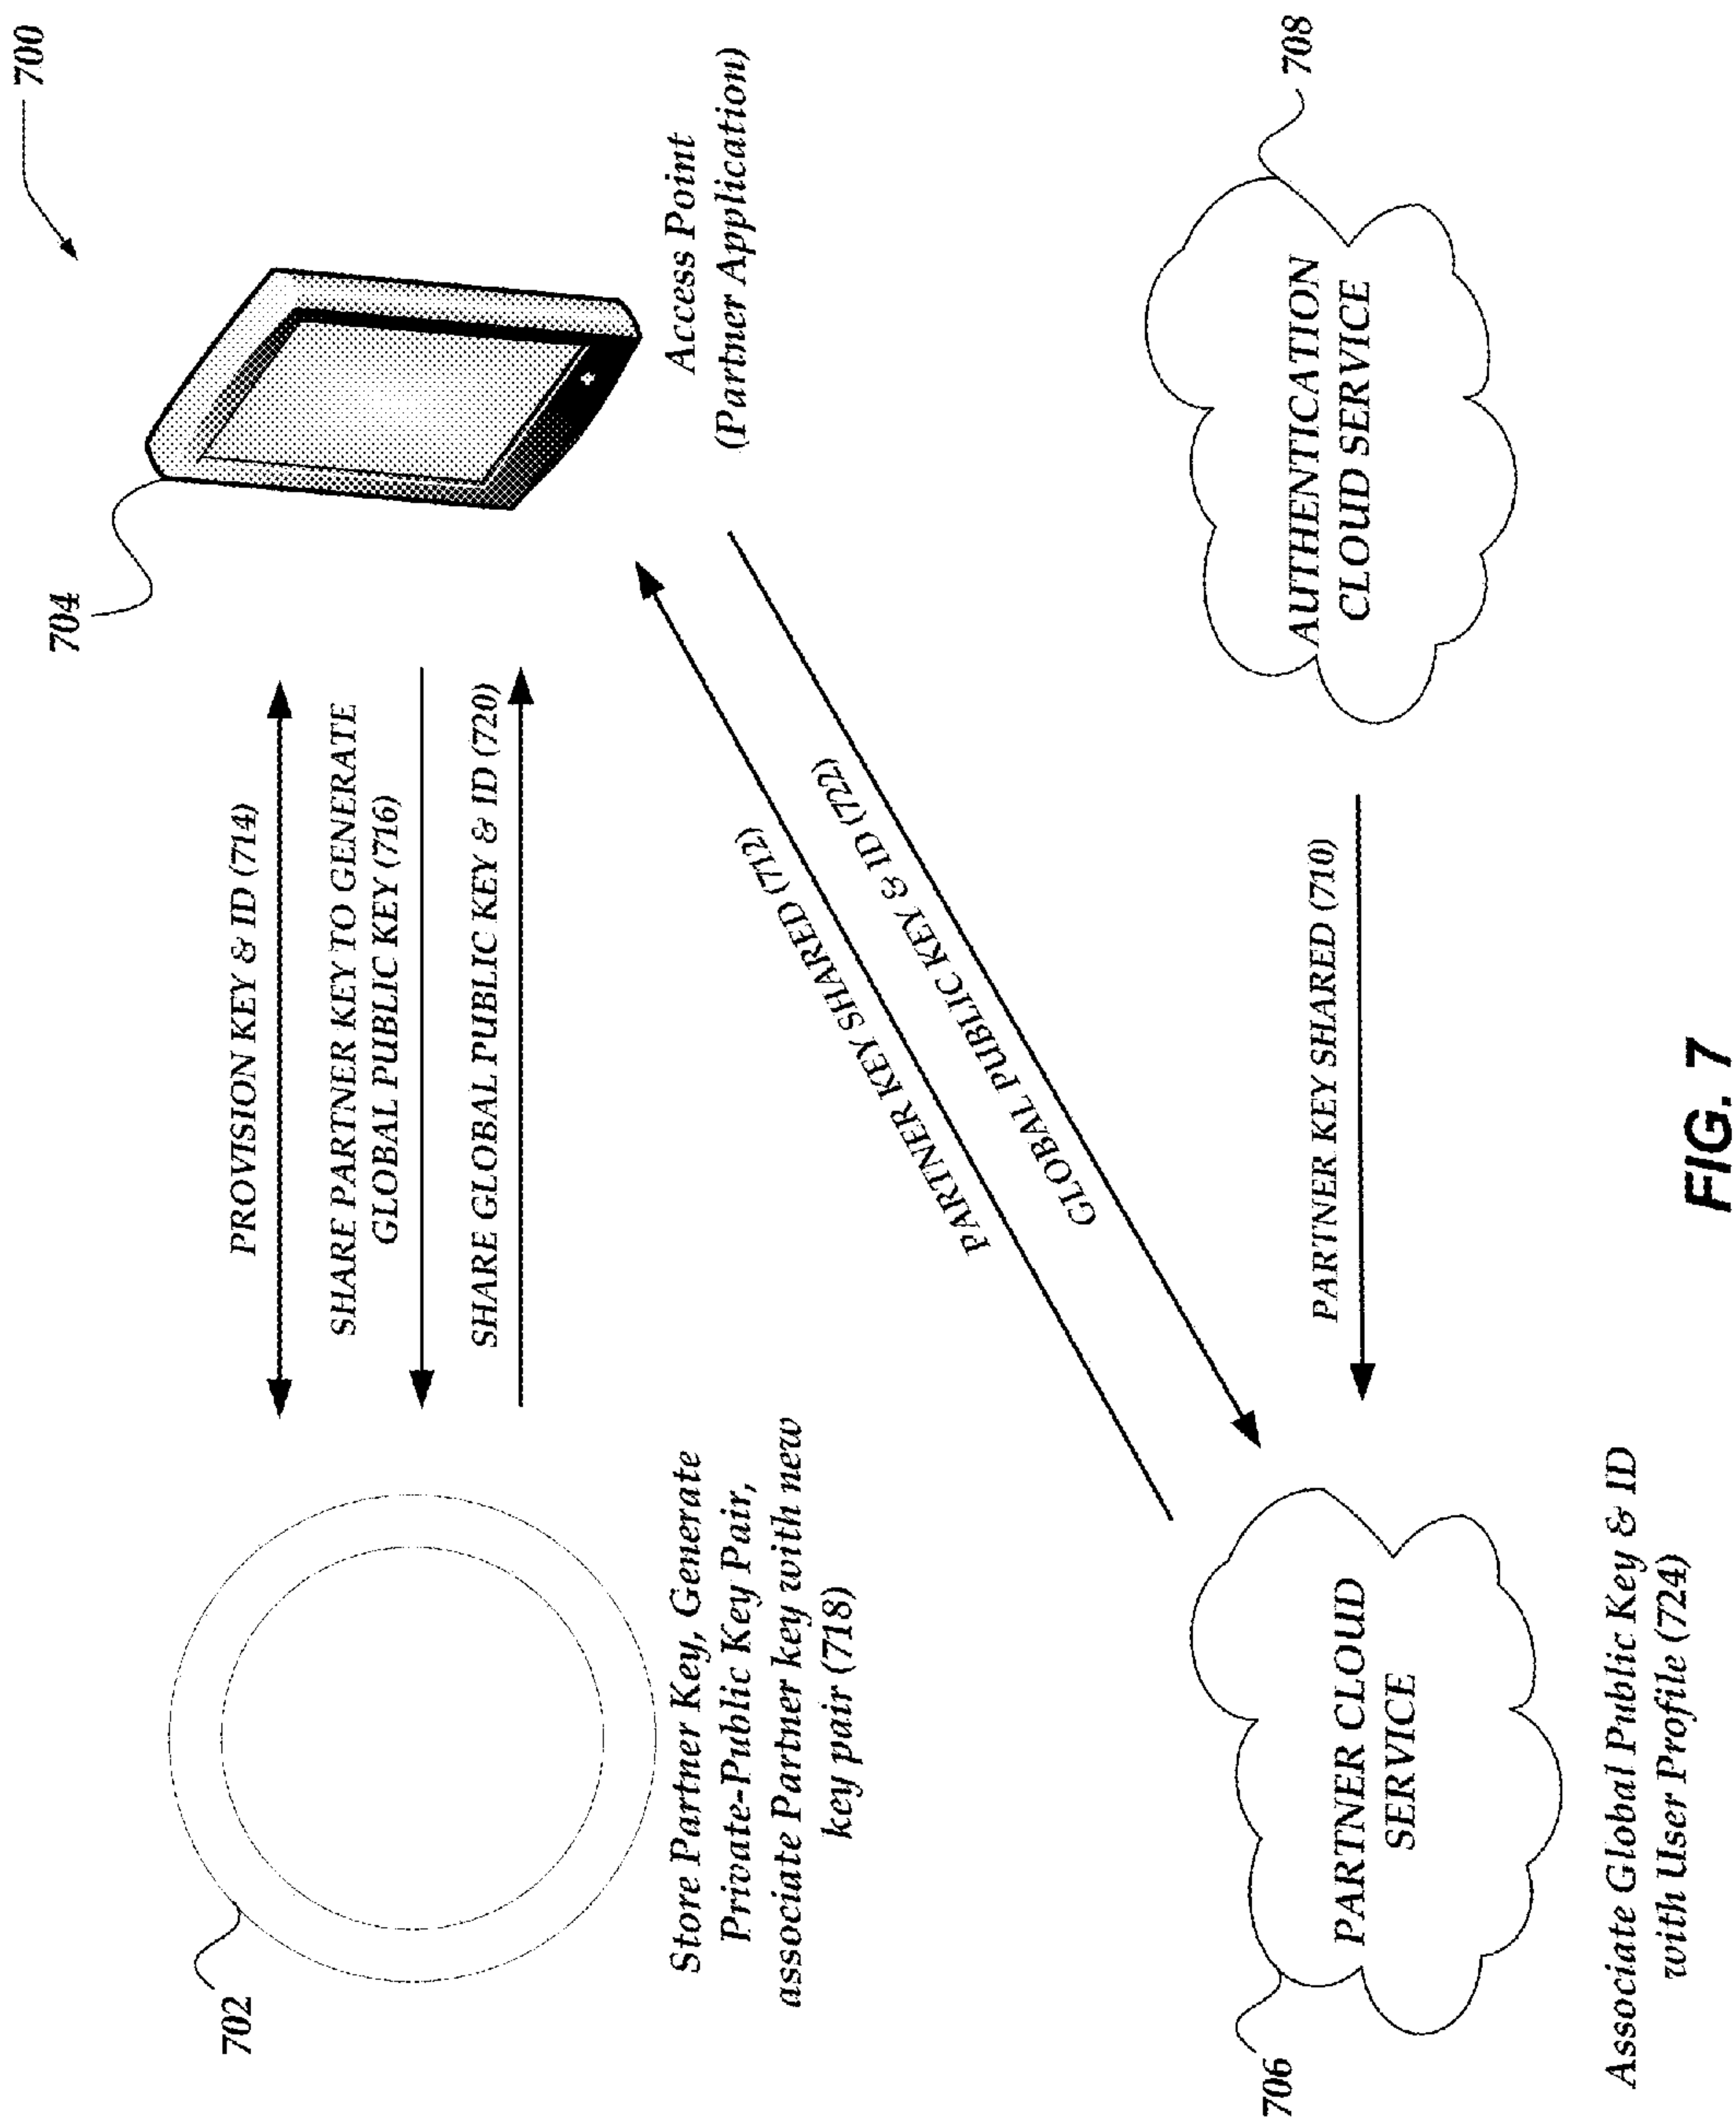 700
704
Access Point
(Partner Application)
PROVISION KEY & ID (714)
SHARE PARTNER KEY TO GENERATE
GLOBAL PUBLIC KEY (716)
SHARE GLOBAL PUBLIC KEY & ID (720)
702
Store Partner Key, Generate
Private-Public Key Pair,
associate Partner key with new
key pair (718)
PARTNER KEY SHARED (712)
GLOBAL PUBLIC KEY & ID (722)
708
AUTHENTICATION
CLOUD SERVICE
PARTNER KEY SHARED (710)
706
PARTNER CLOUD
SERVICE
Associate Global Public Key & ID
with User Profile (724)
FIG. 7